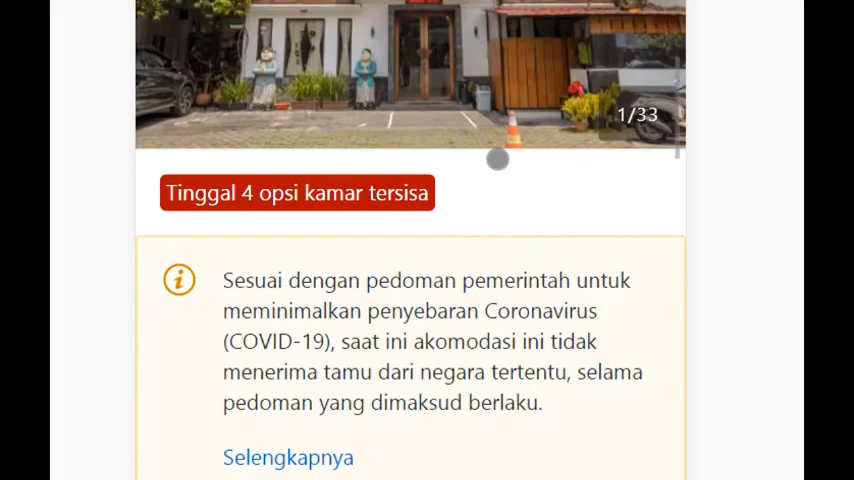 1/33
Tinggal 4 opsi kamar tersisa
Sesuai dengan pedoman pemerintah untuk
meminimalkan penyebaran Coronavirus
(COVID-19), saat ini akomodasi ini tidak
menerima tamu dari negara tertentu, selama
pedoman yang dimaksud berlaku.
Selengkapnya